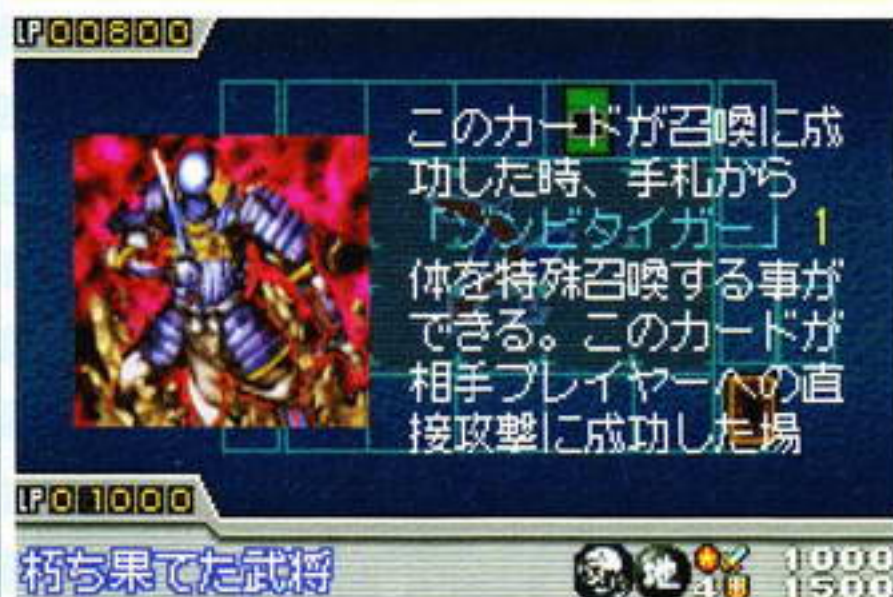 LP00800
このカードが召喚に成
功した時、手札から
「ゾンビタイガー」1
体を特殊召喚する事が
できる。このカードが
相手プレイヤーへの直
接攻撃に成功した場
LP01000
朽ち果てた武将
地
1000
4
1500